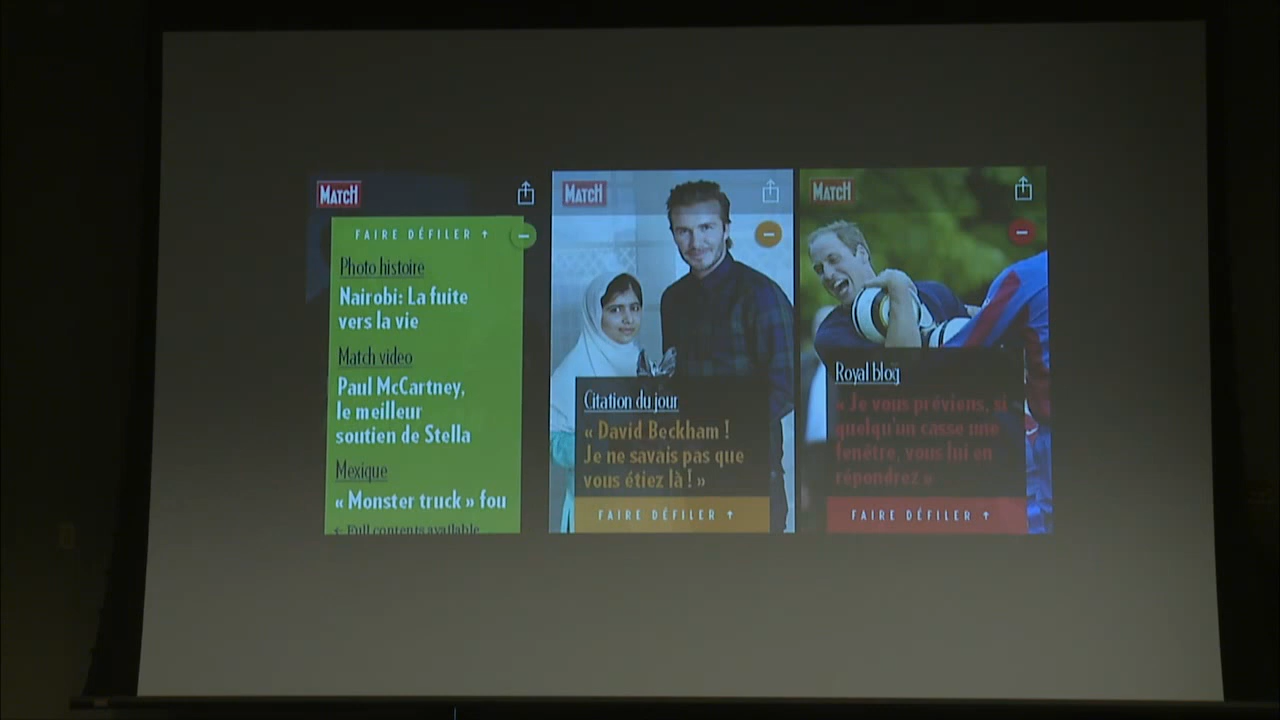 MATCH
FAIRE DÉFILER ↑
Photo histoire
Nairobi: La fuite
vers la vie
Match video
Paul McCartney,
le meilleur
soutien de Stella
Mexique
« Monster truck » fou
← Full contents available
MATCH
Citation du jour
« David Beckham !
Je ne savais pas que
vous étiez là ! »
FAIRE DÉFILER ↑
MATCH
Royal blog
« Je vous préviens, si
quelqu'un casse une
fenêtre, vous lui en
répondrez »
FAIRE DÉFILER ↑